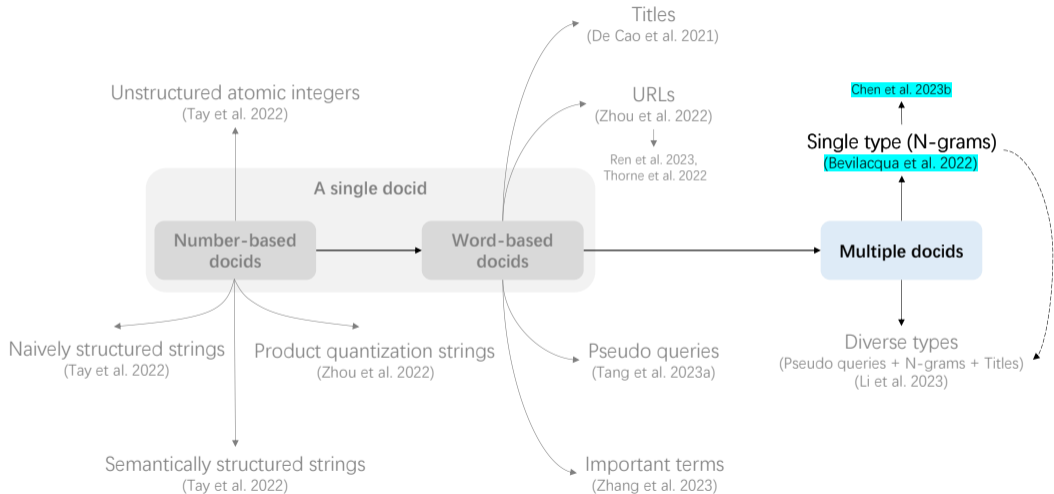 Titles
(De Cao et al. 2021)
Unstructured atomic integers
(Tay et al. 2022)
URLs
(Zhou et al. 2022)
Ren et al. 2023,
Thorne et al. 2022
Chen et al. 2023b
Single type (N-grams)
(Bevilacqua et al. 2022)
A single docid
Number-based
docids
Word-based
docids
Multiple docids
Naively structured strings
(Tay et al. 2022)
Product quantization strings
(Zhou et al. 2022)
Pseudo queries
(Tang et al. 2023a)
Diverse types
(Pseudo queries + N-grams + Titles)
(Li et al. 2023)
Semantically structured strings
(Tay et al. 2022)
Important terms
(Zhang et al. 2023)